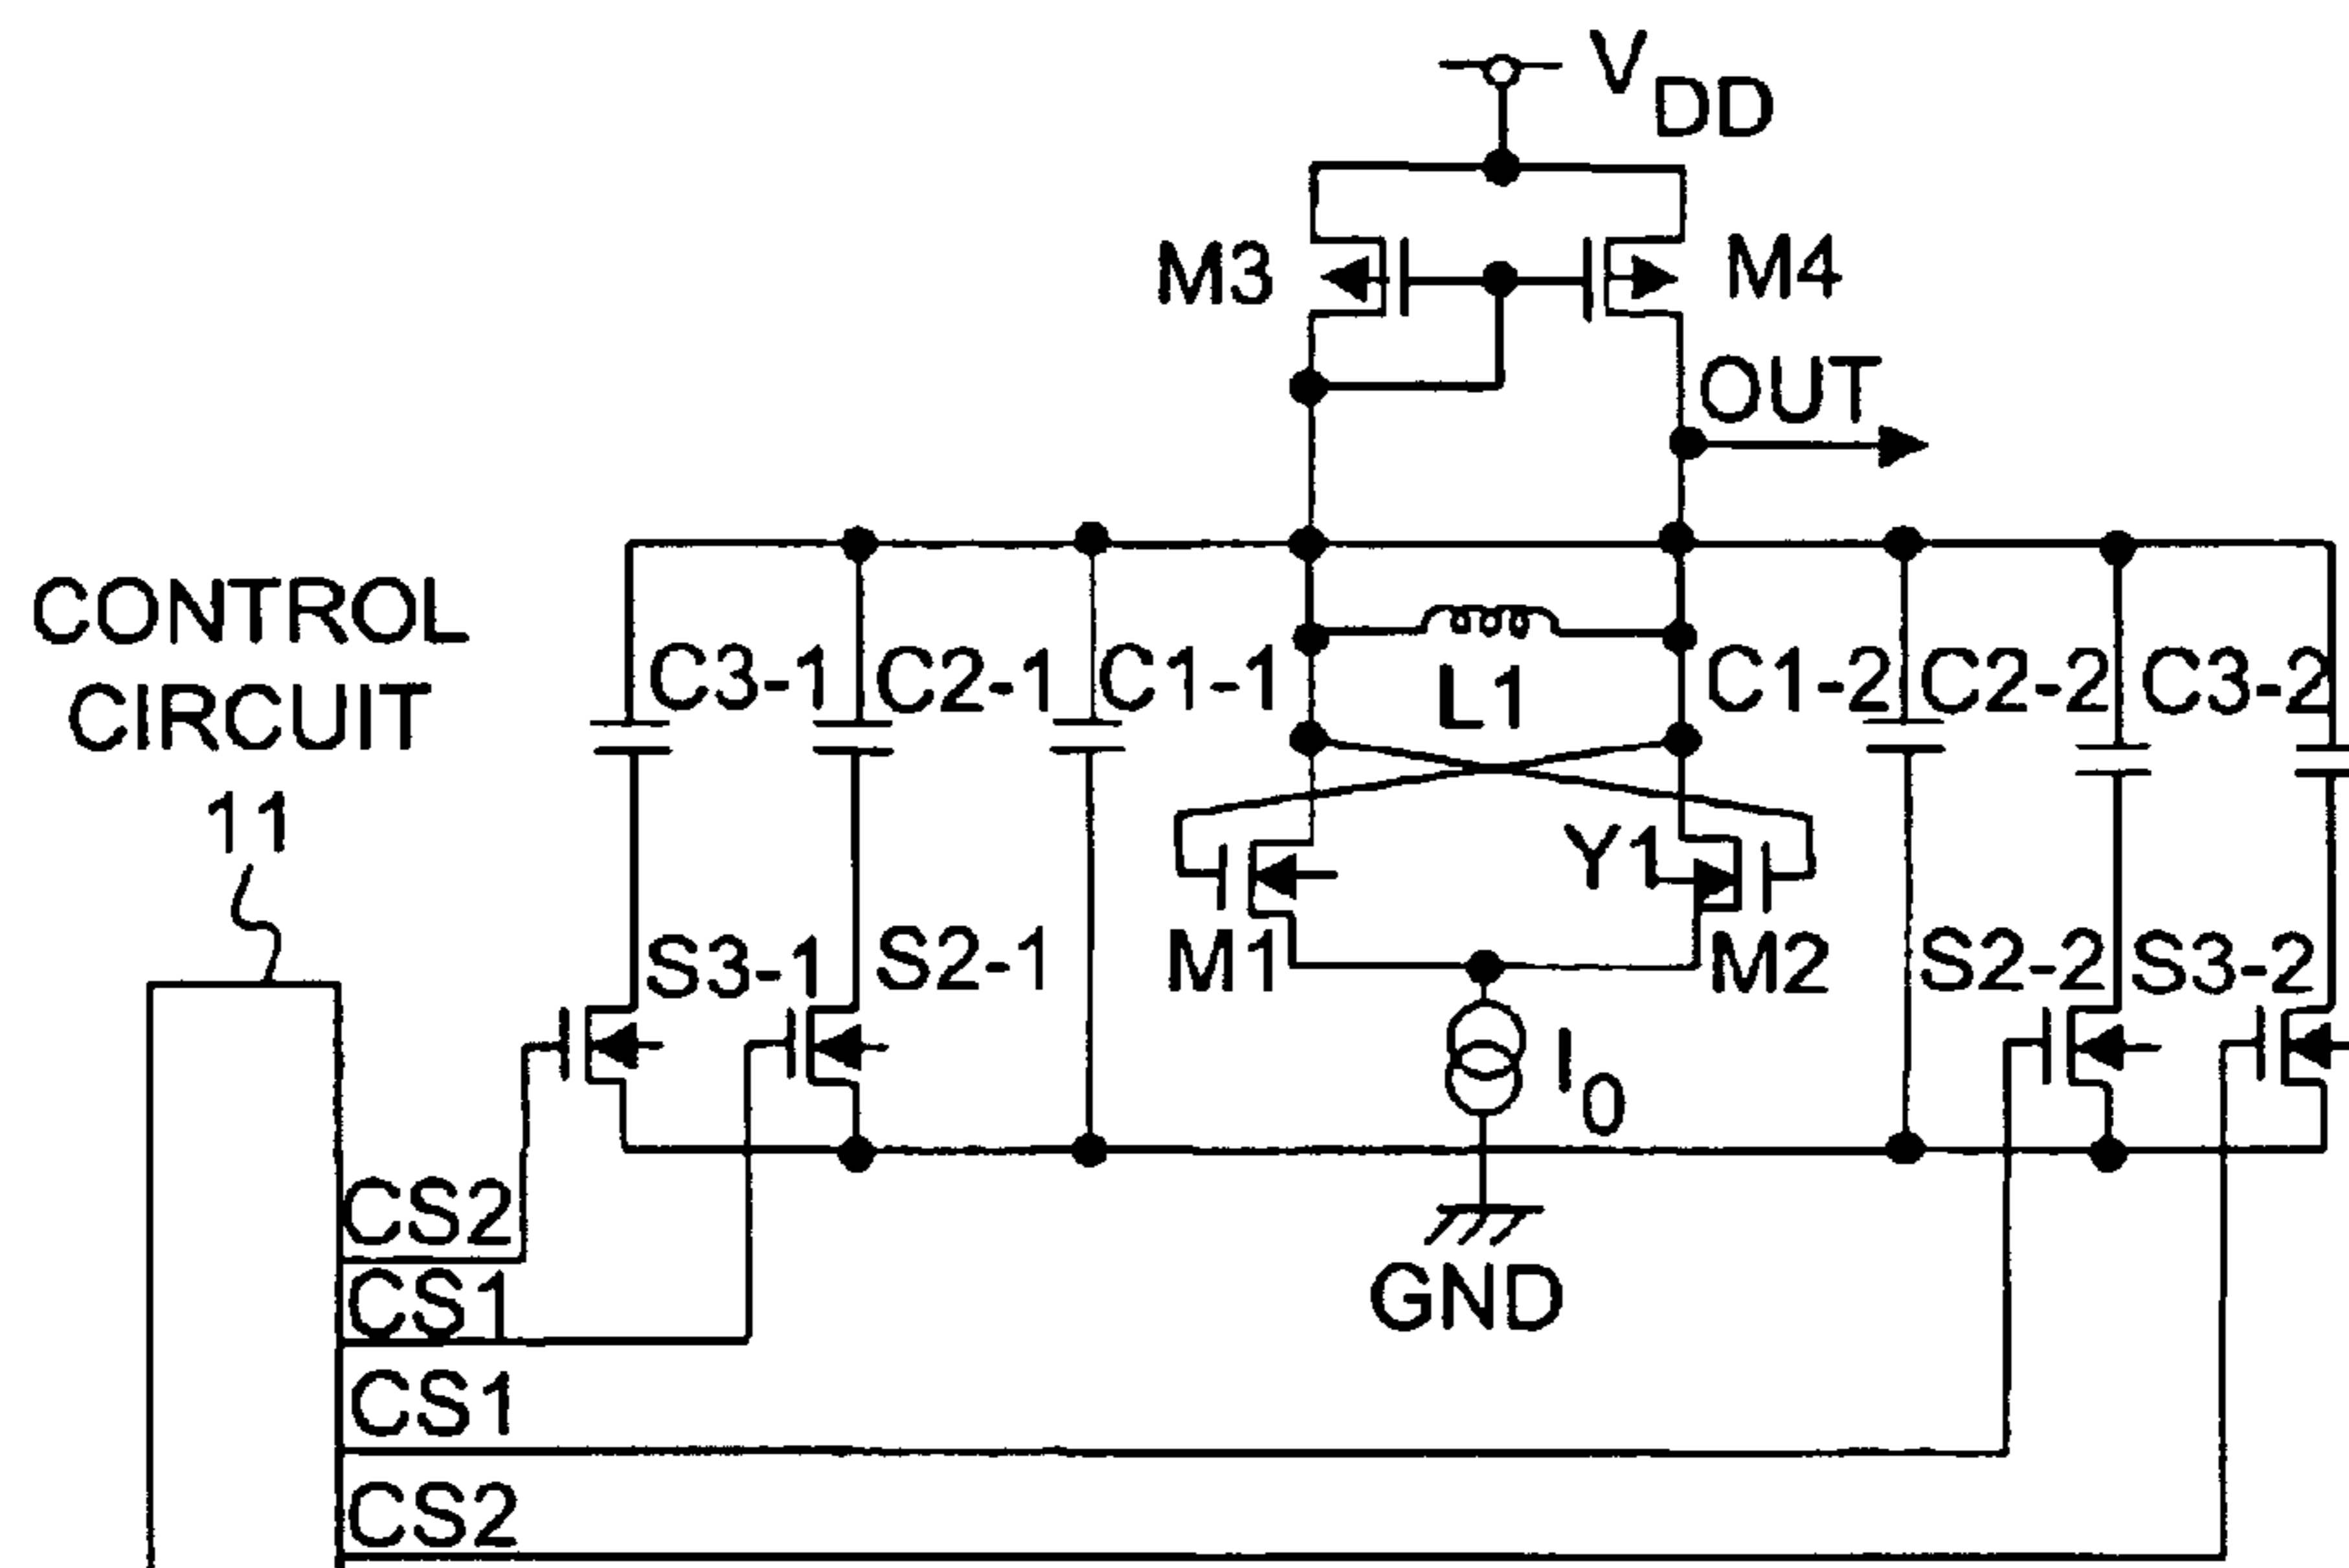 VDD
M3
M4
OUT
CONTROL
CIRCUIT
11
C3-1
C2-1
C1-1
L1
C1-2
C2-2
C3-2
Y1
M1
M2
S3-1
S2-1
S2-2
S3-2
I0
GND
CS2
CS1
CS1
CS2